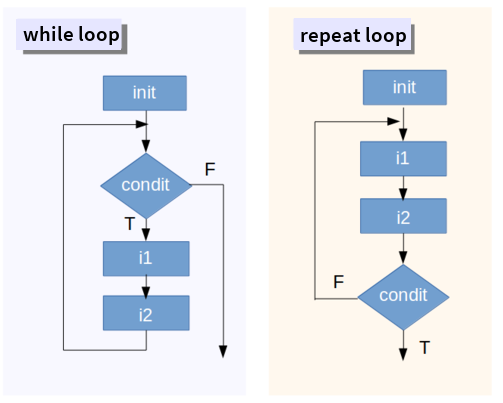 while loop
init
condit
F
T
i1
i2
repeat loop
init
i1
i2
condit
F
T